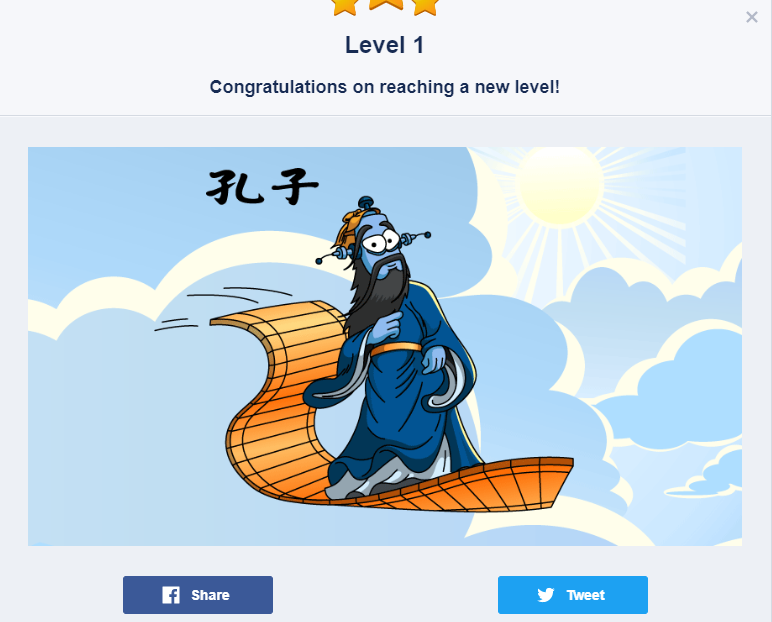 Level 1
Congratulations on reaching a new level!
孔子
Share
Tweet